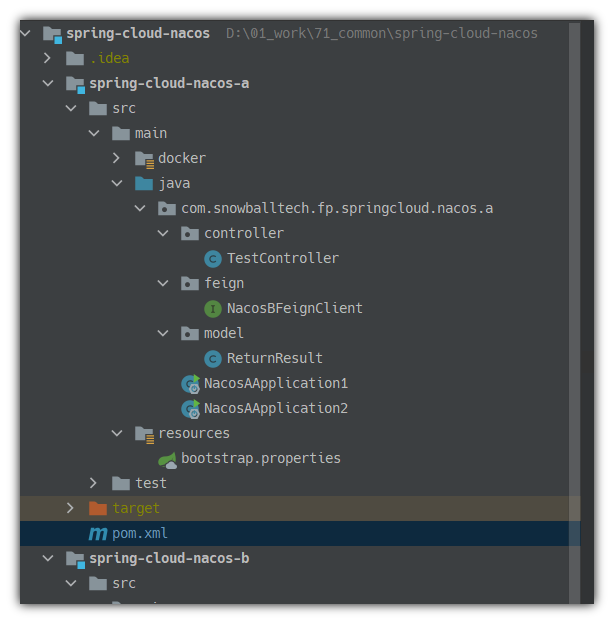 spring-cloud-nacos D:\01_work\71_common\spring-cloud-nacos
.idea
spring-cloud-nacos-a
src
main
docker
java
com.snowballtech.fp.springcloud.nacos.a
controller
C TestController
feign
I NacosBFeignClient
model
C ReturnResult
NacosAApplication1
NacosAApplication2
resources
bootstrap.properties
test
target
m pom.xml
spring-cloud-nacos-b
src